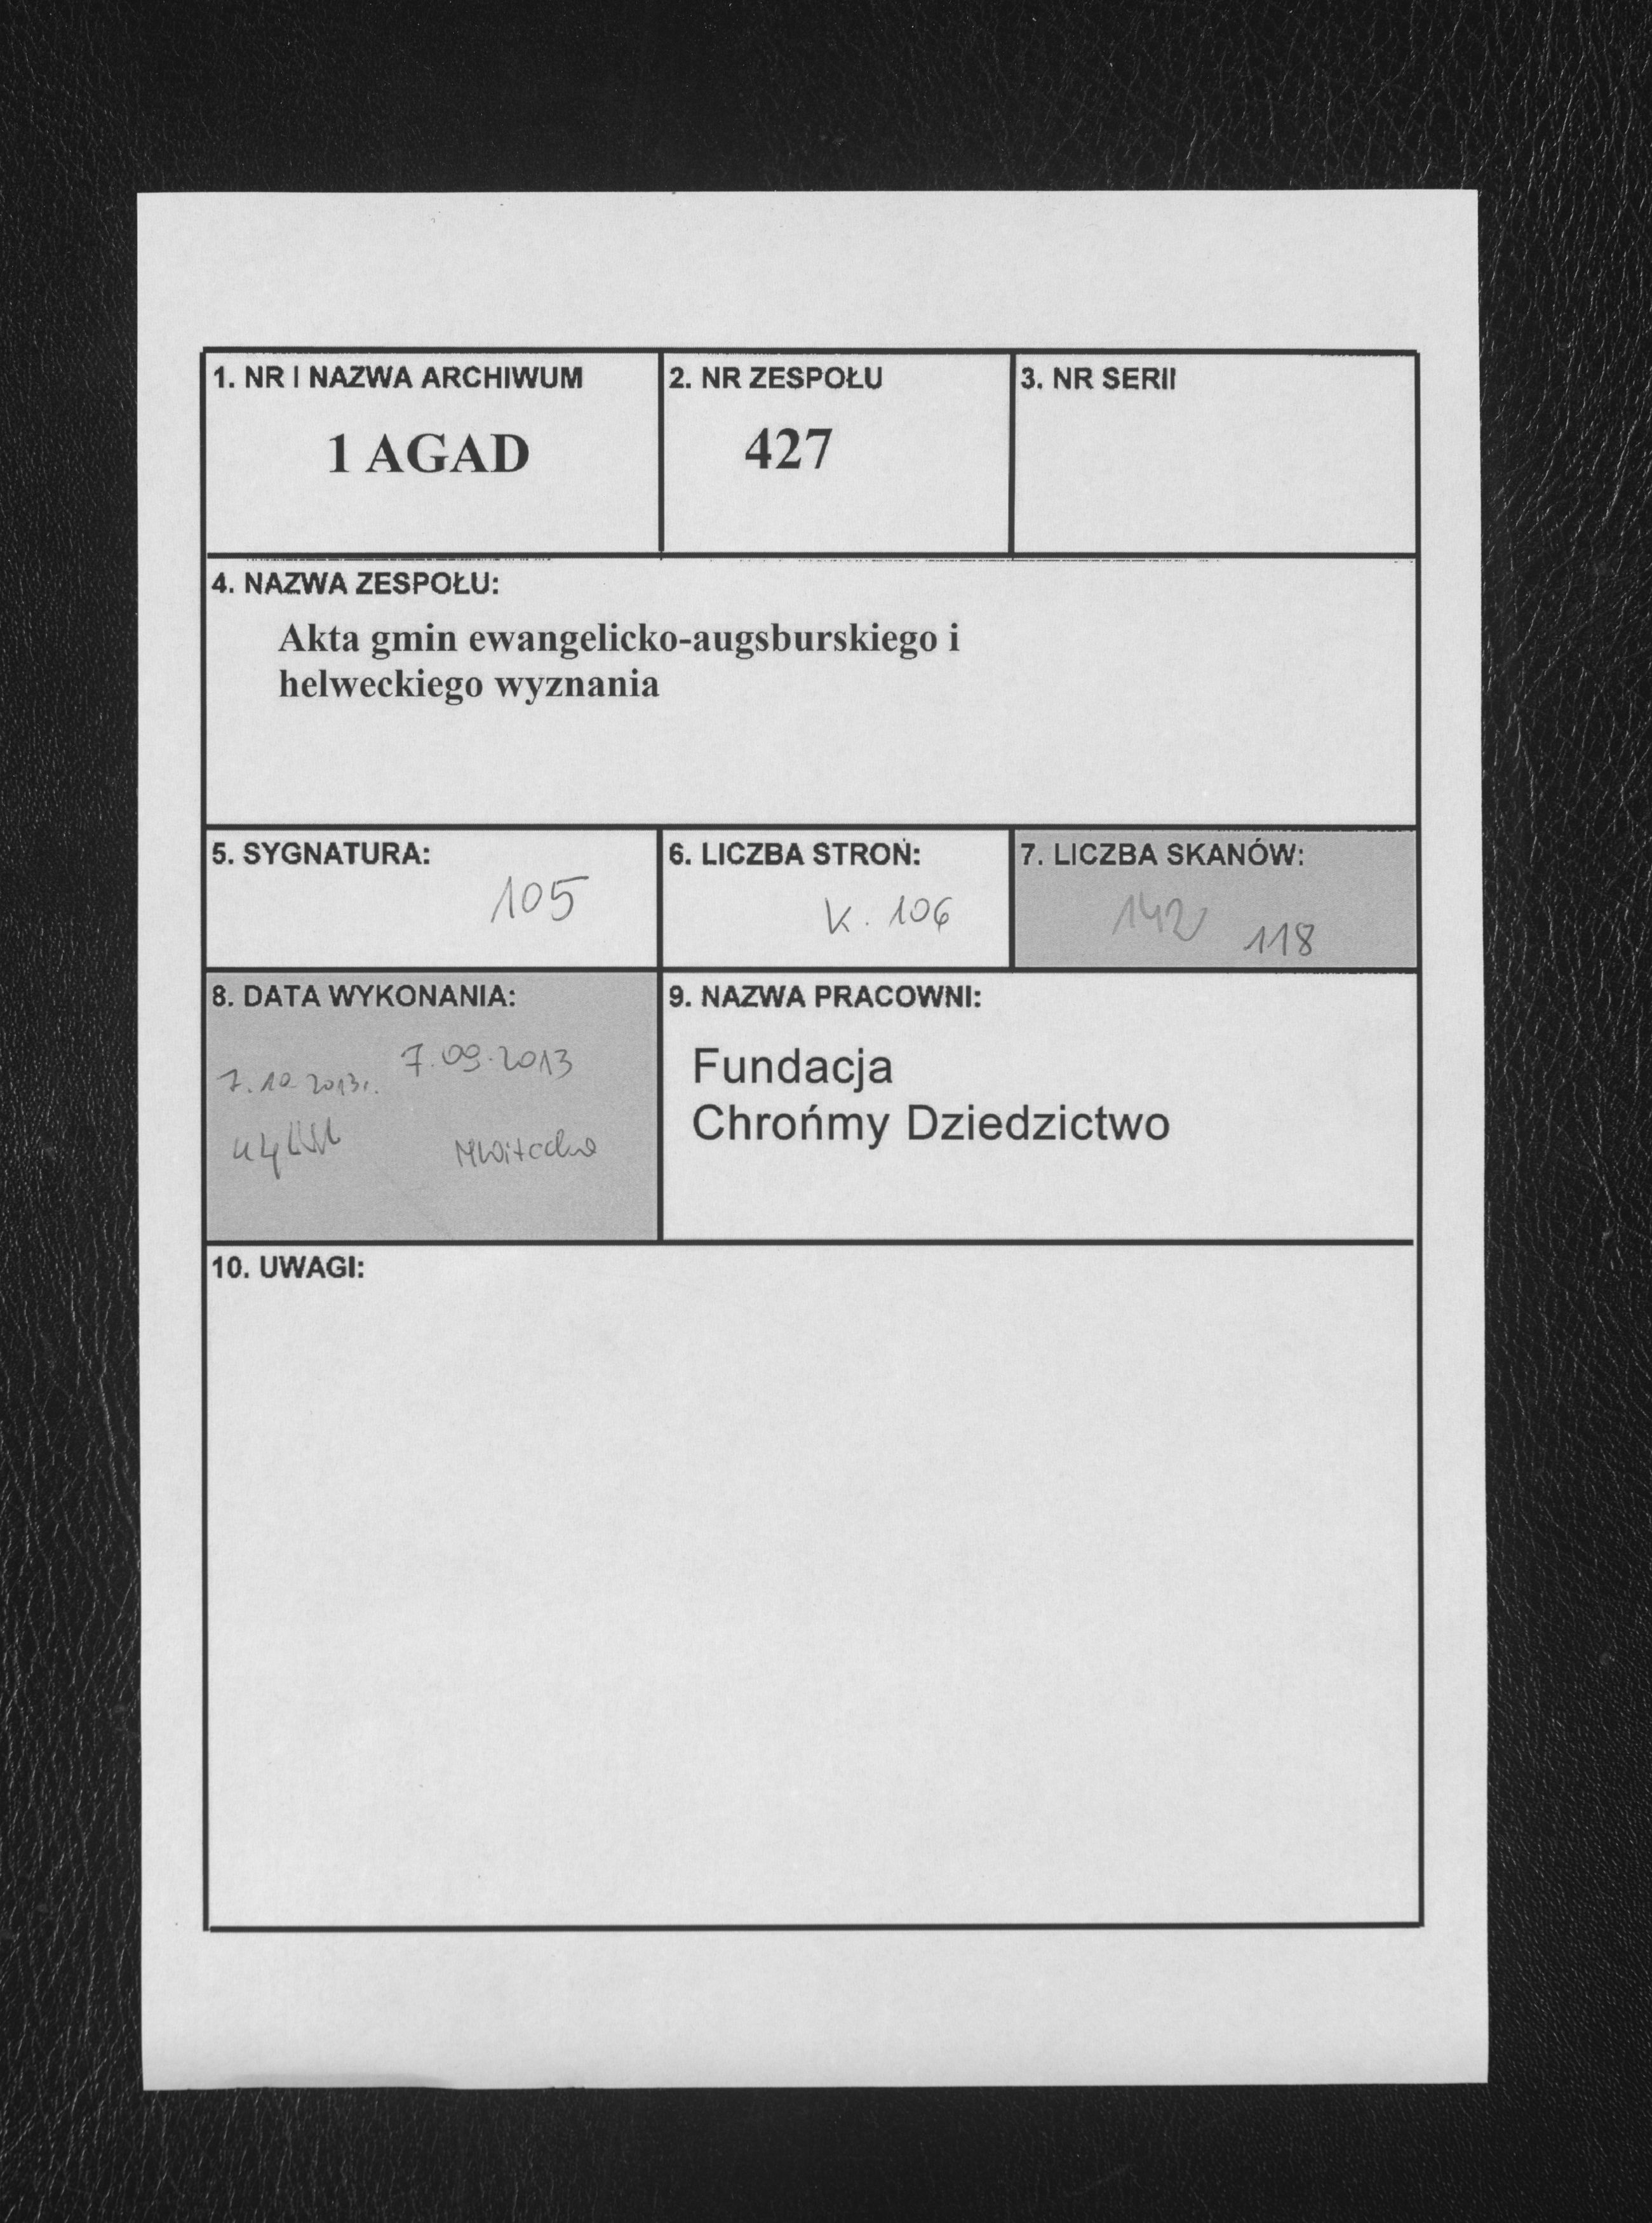 1. NR I NAZWA ARCHIWUM
1 AGAD
2. NR ZESPOŁU
427
3. NR SERII
4. NAZWA ZESPOŁU:
Akta gmin ewangelicko-augsburskiego i
helweckiego wyznania
5. SYGNATURA:
105
6. LICZBA STRON:
K. 106
7. LICZBA SKANÓW:
142
118
8. DATA WYKONANIA:
7.09.2013
7.10.2013r.
9. NAZWA PRACOWNI:
Fundacja
Chrońmy Dziedzictwo
10. UWAGI: